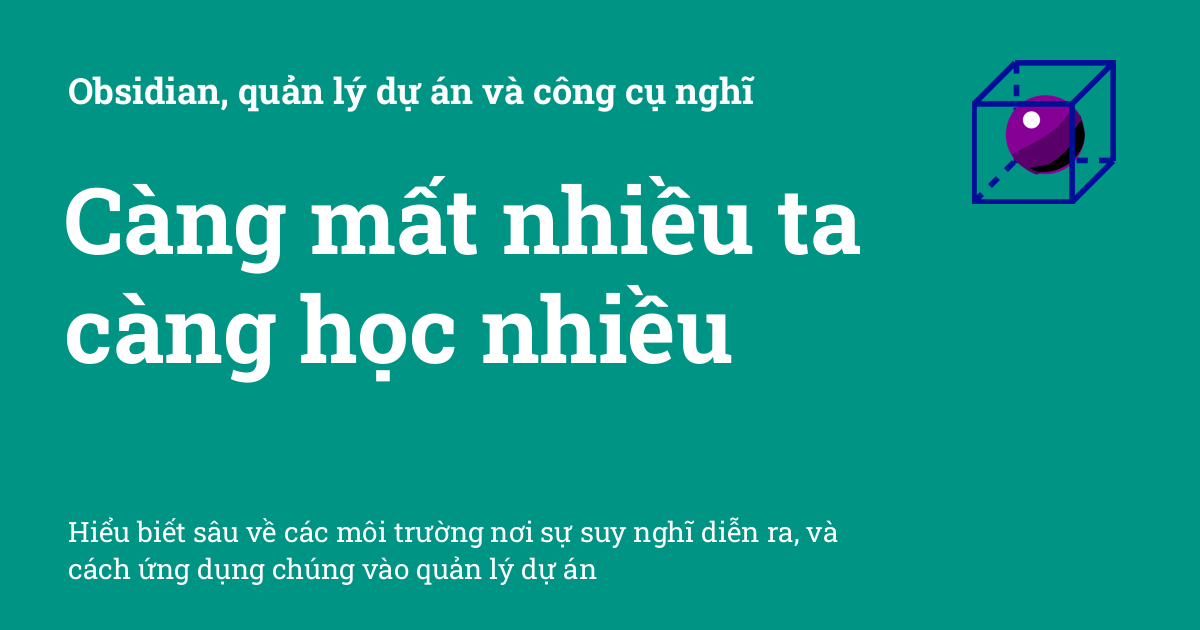 Obsidian, quản lý dự án và công cụ nghĩ
Càng mất nhiều ta
càng học nhiều
Hiểu biết sâu về các môi trường nơi sự suy nghĩ diễn ra, và
cách ứng dụng chúng vào quản lý dự án